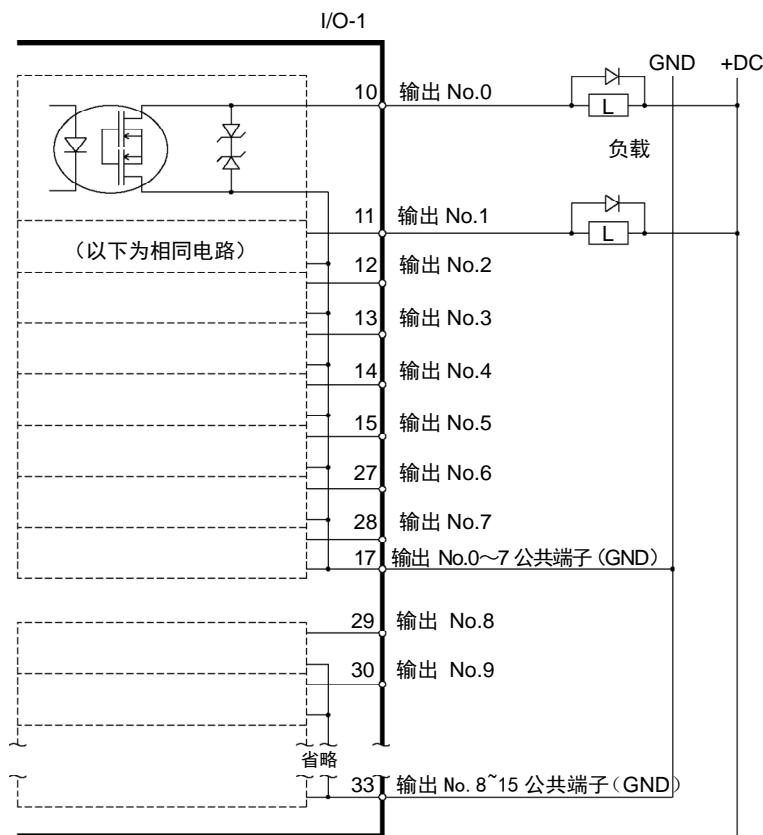 I/O-1
GND +DC
10 输出 No.0
L
负载
11 输出 No.1
L
（以下为相同电路）
12 输出 No.2
13 输出 No.3
14 输出 No.4
15 输出 No.5
27 输出 No.6
28 输出 No.7
17 输出 No.0～7 公共端子(GND)
29 输出 No.8
30 输出 No.9
省略
33 输出 No. 8~15 公共端子(GND)